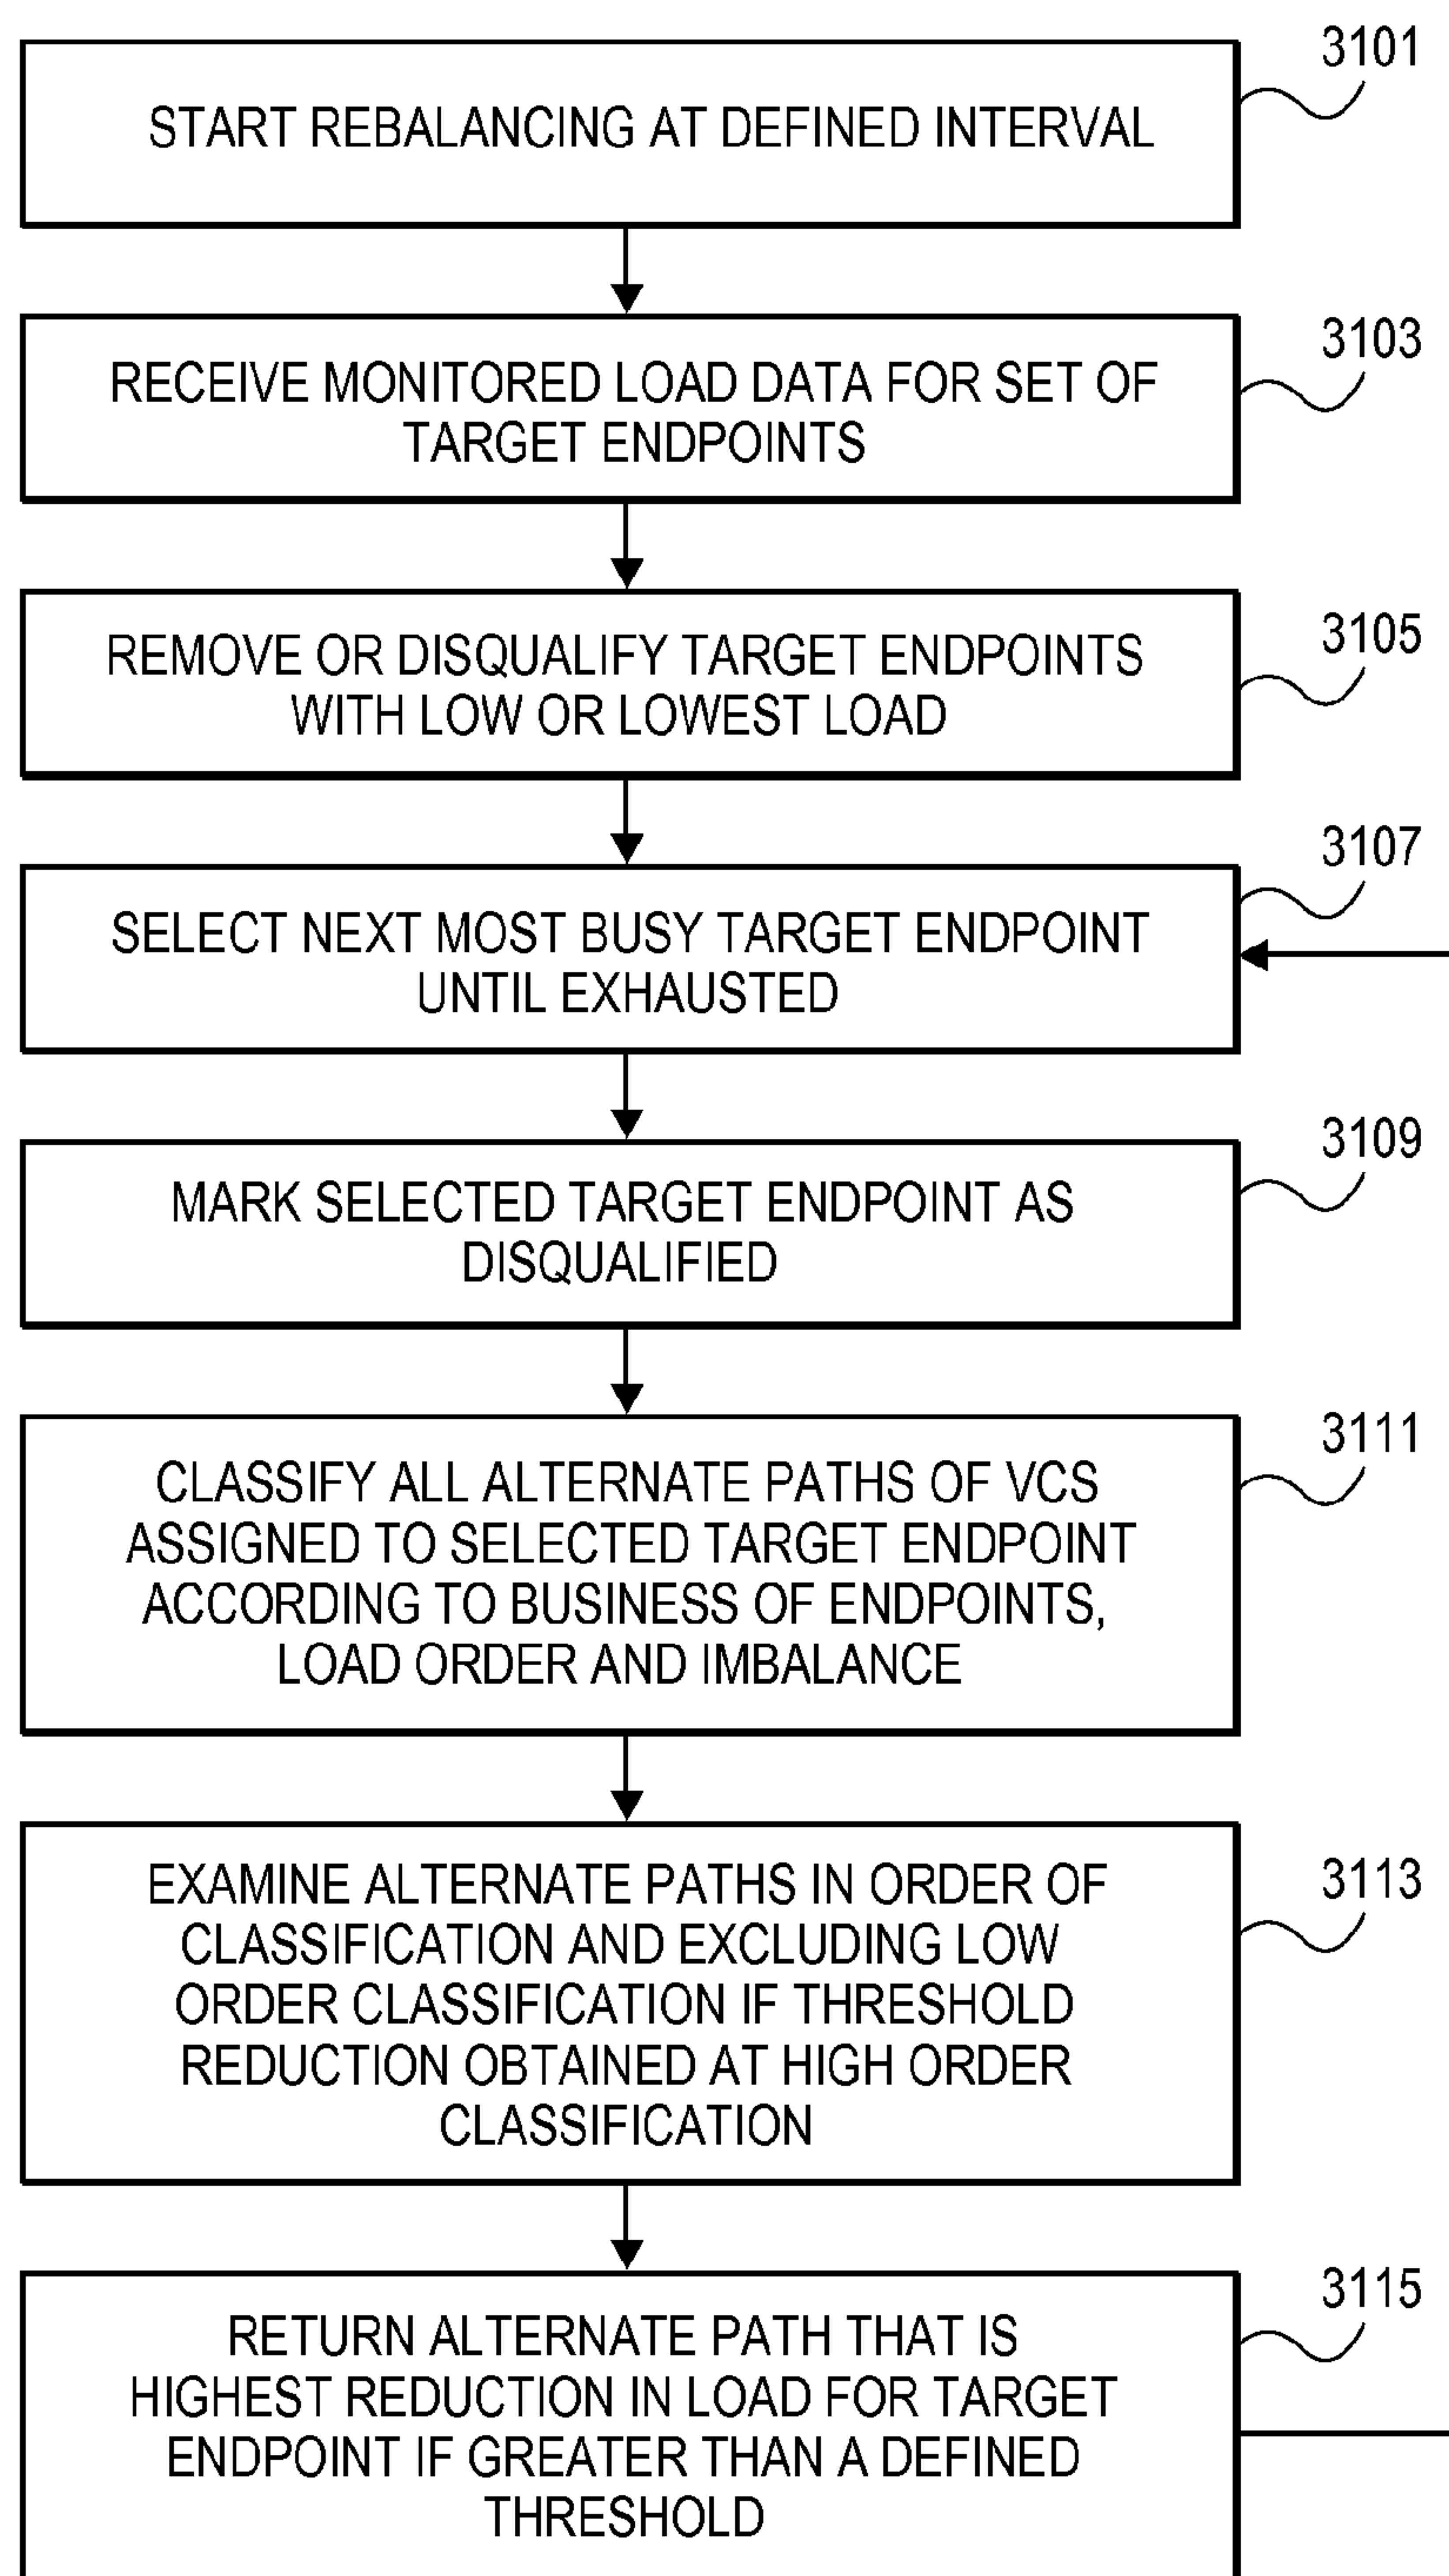 3101
START REBALANCING AT DEFINED INTERVAL
3103
RECEIVE MONITORED LOAD DATA FOR SET OF
TARGET ENDPOINTS
3105
REMOVE OR DISQUALIFY TARGET ENDPOINTS
WITH LOW OR LOWEST LOAD
3107
SELECT NEXT MOST BUSY TARGET ENDPOINT
UNTIL EXHAUSTED
3109
MARK SELECTED TARGET ENDPOINT AS
DISQUALIFIED
3111
CLASSIFY ALL ALTERNATE PATHS OF VCS
ASSIGNED TO SELECTED TARGET ENDPOINT
ACCORDING TO BUSINESS OF ENDPOINTS,
LOAD ORDER AND IMBALANCE
3113
EXAMINE ALTERNATE PATHS IN ORDER OF
CLASSIFICATION AND EXCLUDING LOW
ORDER CLASSIFICATION IF THRESHOLD
REDUCTION OBTAINED AT HIGH ORDER
CLASSIFICATION
3115
RETURN ALTERNATE PATH THAT IS
HIGHEST REDUCTION IN LOAD FOR TARGET
ENDPOINT IF GREATER THAN A DEFINED
THRESHOLD